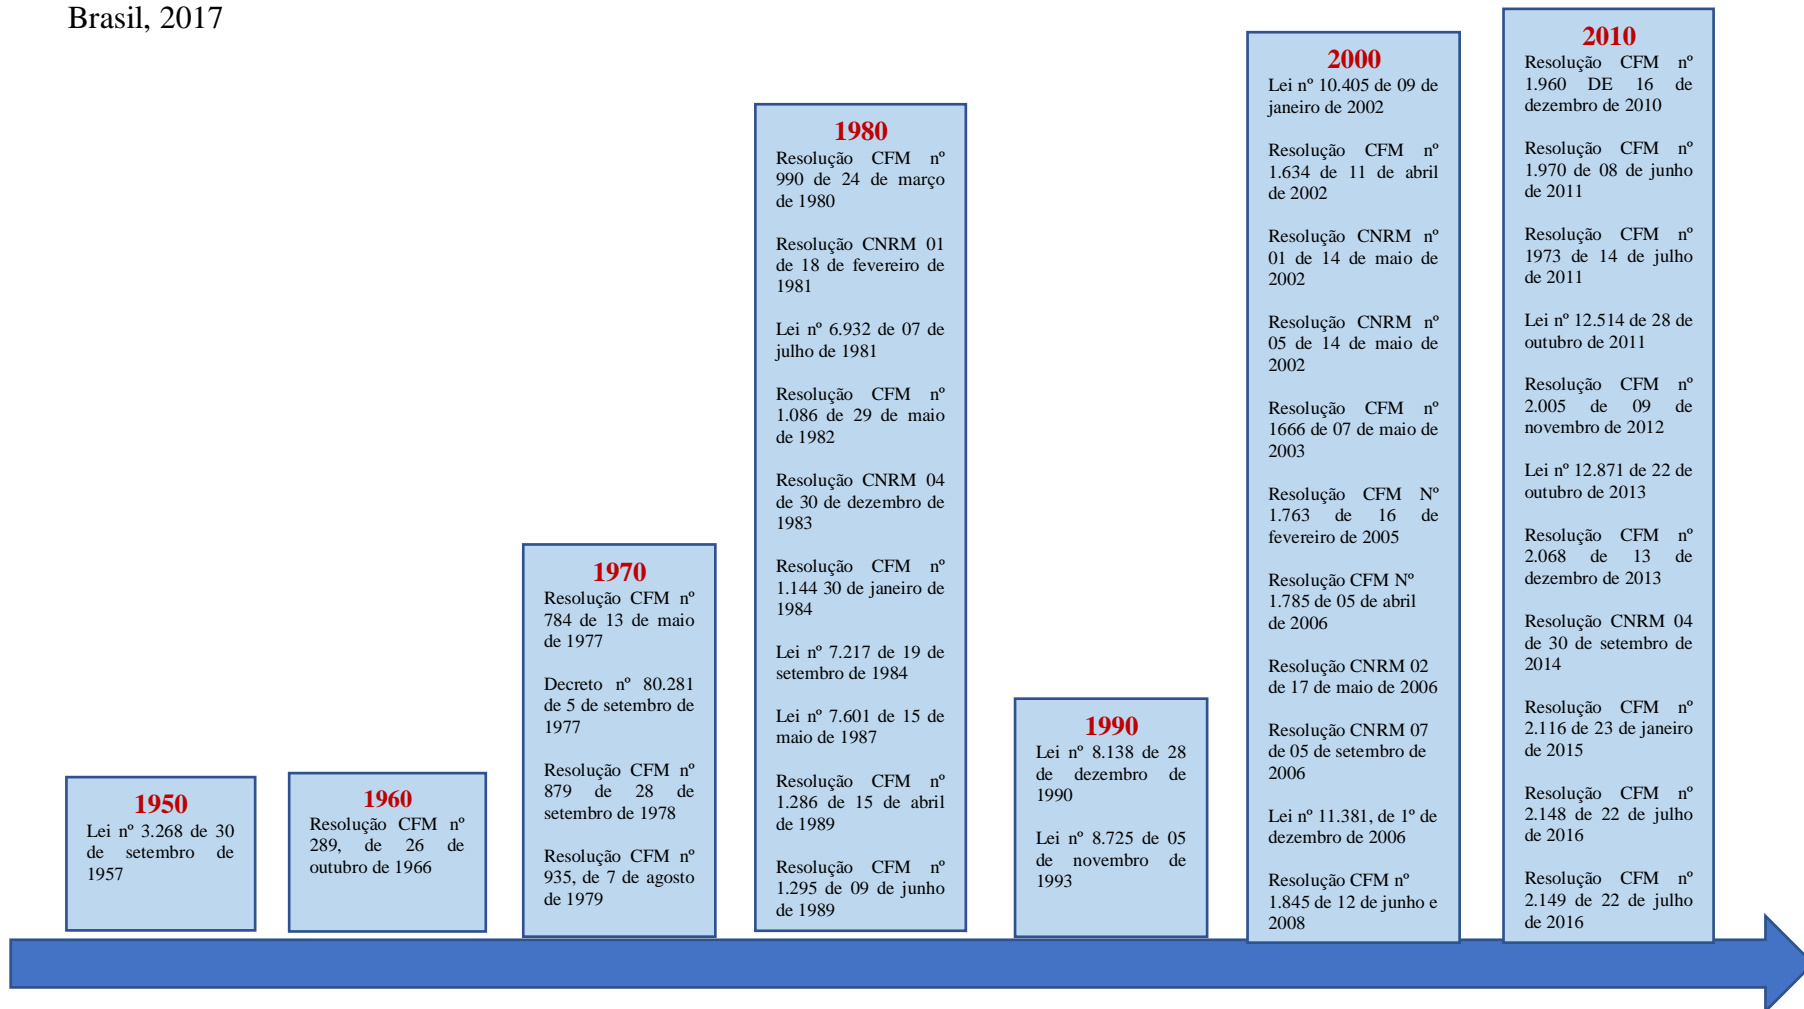 Brasil, 2017
1950
Lei nº 3.268 de 30
de setembro de
1957
1960
Resolução CFM nº
289, de 26 de
outubro de 1966
1970
Resolução CFM nº
784 de 13 de maio
de 1977
Decreto nº 80.281
de 5 de setembro de
1977
Resolução CFM nº
879 de 28 de
setembro de 1978
Resolução CFM nº
935, de 7 de agosto
de 1979
1980
Resolução CFM nº
990 de 24 de março
de 1980
Resolução CNRM 01
de 18 de fevereiro de
1981
Lei nº 6.932 de 07 de
julho de 1981
Resolução CFM nº
1.086 de 29 de maio
de 1982
Resolução CNRM 04
de 30 de dezembro de
1983
Resolução CFM nº
1.144 30 de janeiro de
1984
Lei nº 7.217 de 19 de
setembro de 1984
Lei nº 7.601 de 15 de
maio de 1987
Resolução CFM nº
1.286 de 15 de abril
de 1989
Resolução CFM nº
1.295 de 09 de junho
de 1989
1990
Lei nº 8.138 de 28
de dezembro de
1990
Lei nº 8.725 de 05
de novembro de
1993
2000
Lei nº 10.405 de 09 de
janeiro de 2002
Resolução CFM nº
1.634 de 11 de abril
de 2002
Resolução CNRM nº
01 de 14 de maio de
2002
Resolução CNRM nº
05 de 14 de maio de
2002
Resolução CFM nº
1666 de 07 de maio de
2003
Resolução CFM Nº
1.763 de 16 de
fevereiro de 2005
Resolução CFM Nº
1.785 de 05 de abril
de 2006
Resolução CNRM 02
de 17 de maio de 2006
Resolução CNRM 07
de 05 de setembro de
2006
Lei nº 11.381, de 1º de
dezembro de 2006
Resolução CFM nº
1.845 de 12 de junho e
2008
2010
Resolução CFM nº
1.960 DE 16 de
dezembro de 2010
Resolução CFM nº
1.970 de 08 de junho
de 2011
Resolução CFM nº
1973 de 14 de julho
de 2011
Lei nº 12.514 de 28 de
outubro de 2011
Resolução CFM nº
2.005 de 09 de
novembro de 2012
Lei nº 12.871 de 22 de
outubro de 2013
Resolução CFM nº
2.068 de 13 de
dezembro de 2013
Resolução CNRM 04
de 30 de setembro de
2014
Resolução CFM nº
2.116 de 23 de janeiro
de 2015
Resolução CFM nº
2.148 de 22 de julho
de 2016
Resolução CFM nº
2.149 de 22 de julho
de 2016